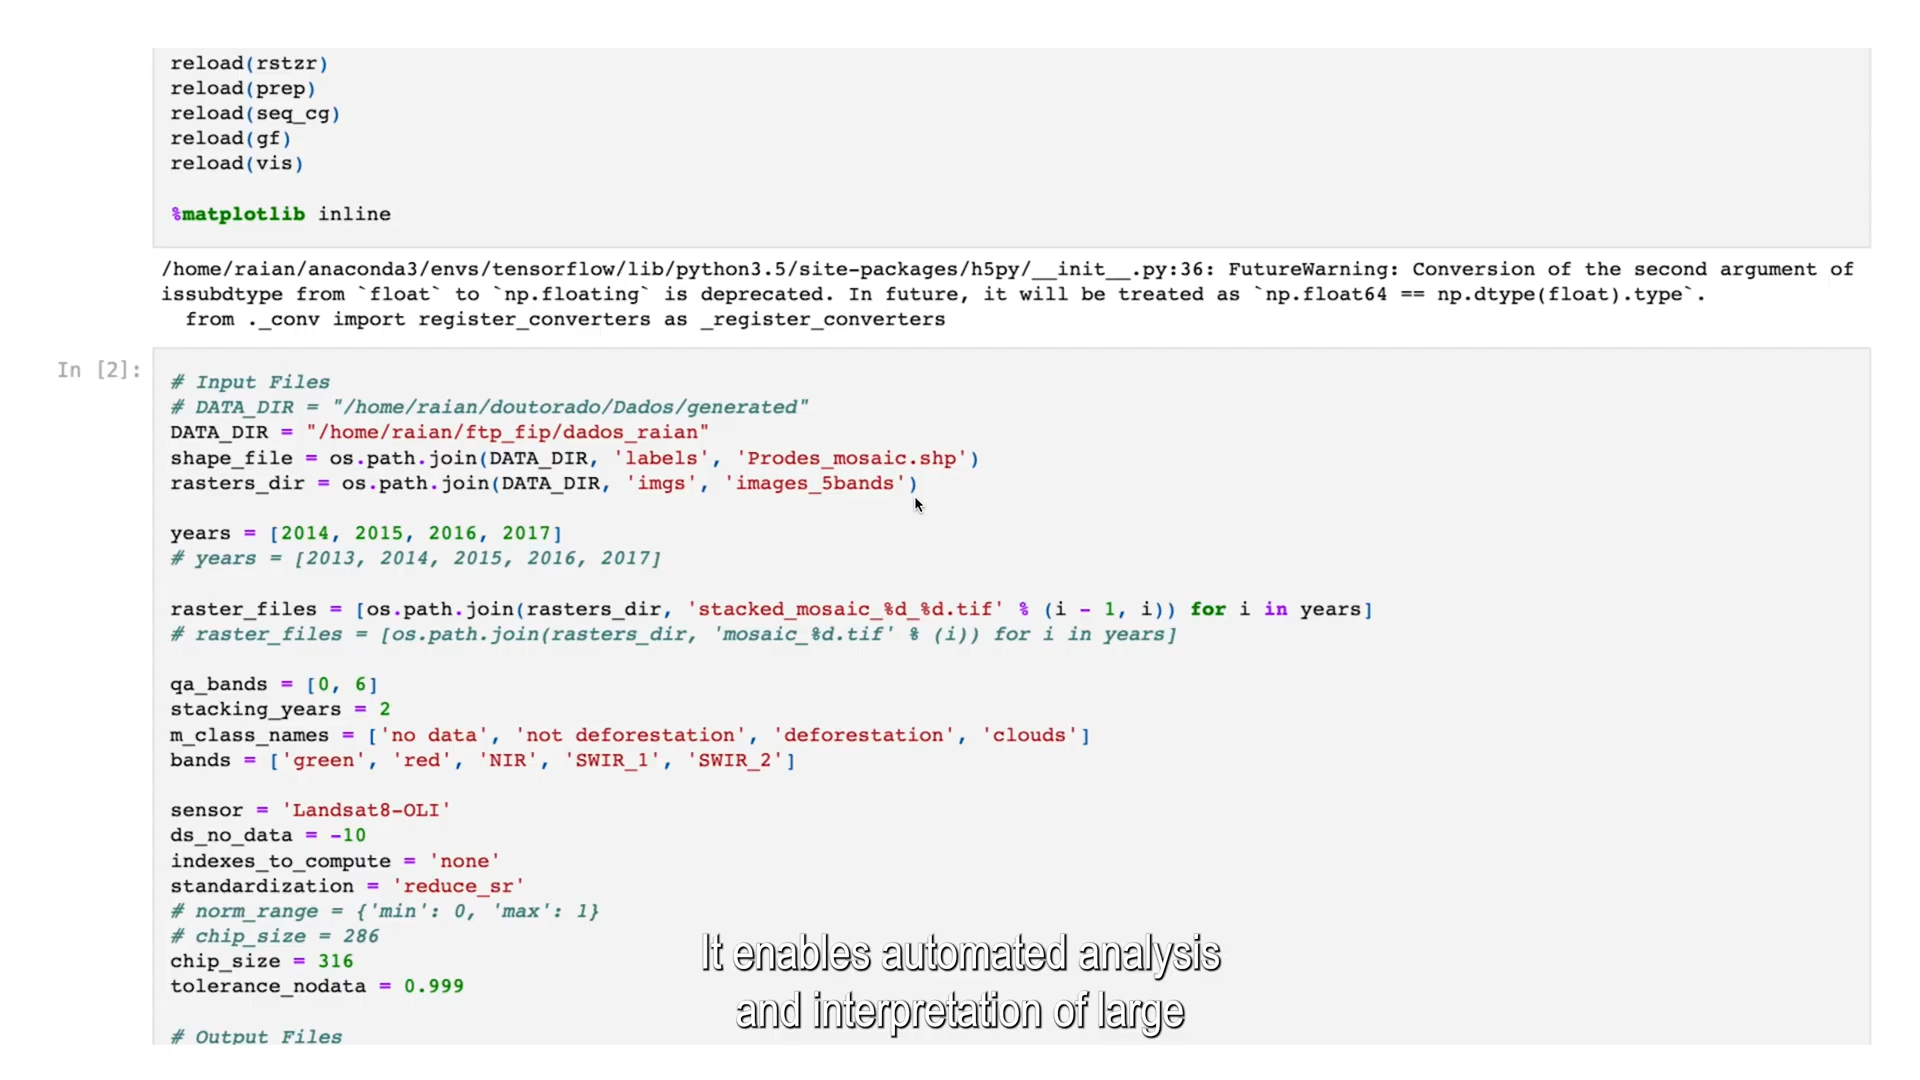 reload(rstzr)
reload(prep)
reload(seq_cg)
reload(gf)
reload(vis)
%matplotlib inline
/home/raian/anaconda3/envs/tensorflow/lib/python3.5/site-packages/h5py/__init__.py:36: FutureWarning: Conversion of the second argument of
issubdtype from `float` to `np.floating` is deprecated. In future, it will be treated as `np.float64 == np.dtype(float).type`.
from ._conv import register_converters as _register_converters
In [2]:
# Input Files
# DATA_DIR = "/home/raian/doutorado/Dados/generated"
DATA_DIR = "/home/raian/ftp_fip/dados_raian"
shape_file = os.path.join(DATA_DIR, 'labels', 'Prodes_mosaic.shp')
rasters_dir = os.path.join(DATA_DIR, 'imgs', 'images_5bands')
years = [2014, 2015, 2016, 2017]
# years = [2013, 2014, 2015, 2016, 2017]
raster_files = [os.path.join(rasters_dir, 'stacked_mosaic_%d_%d.tif' % (i - 1, i)) for i in years]
# raster_files = [os.path.join(rasters_dir, 'mosaic_%d.tif' % (i)) for i in years]
qa_bands = [0, 6]
stacking_years = 2
m_class_names = ['no data', 'not deforestation', 'deforestation', 'clouds']
bands = ['green', 'red', 'NIR', 'SWIR_1', 'SWIR_2']
sensor = 'Landsat8-OLI'
ds_no_data = -10
indexes_to_compute = 'none'
standardization = 'reduce_sr'
# norm_range = {'min': 0, 'max': 1}
# chip_size = 286
chip_size = 316
tolerance_nodata = 0.999
# Output Files
It enables automated analysis
and interpretation of large